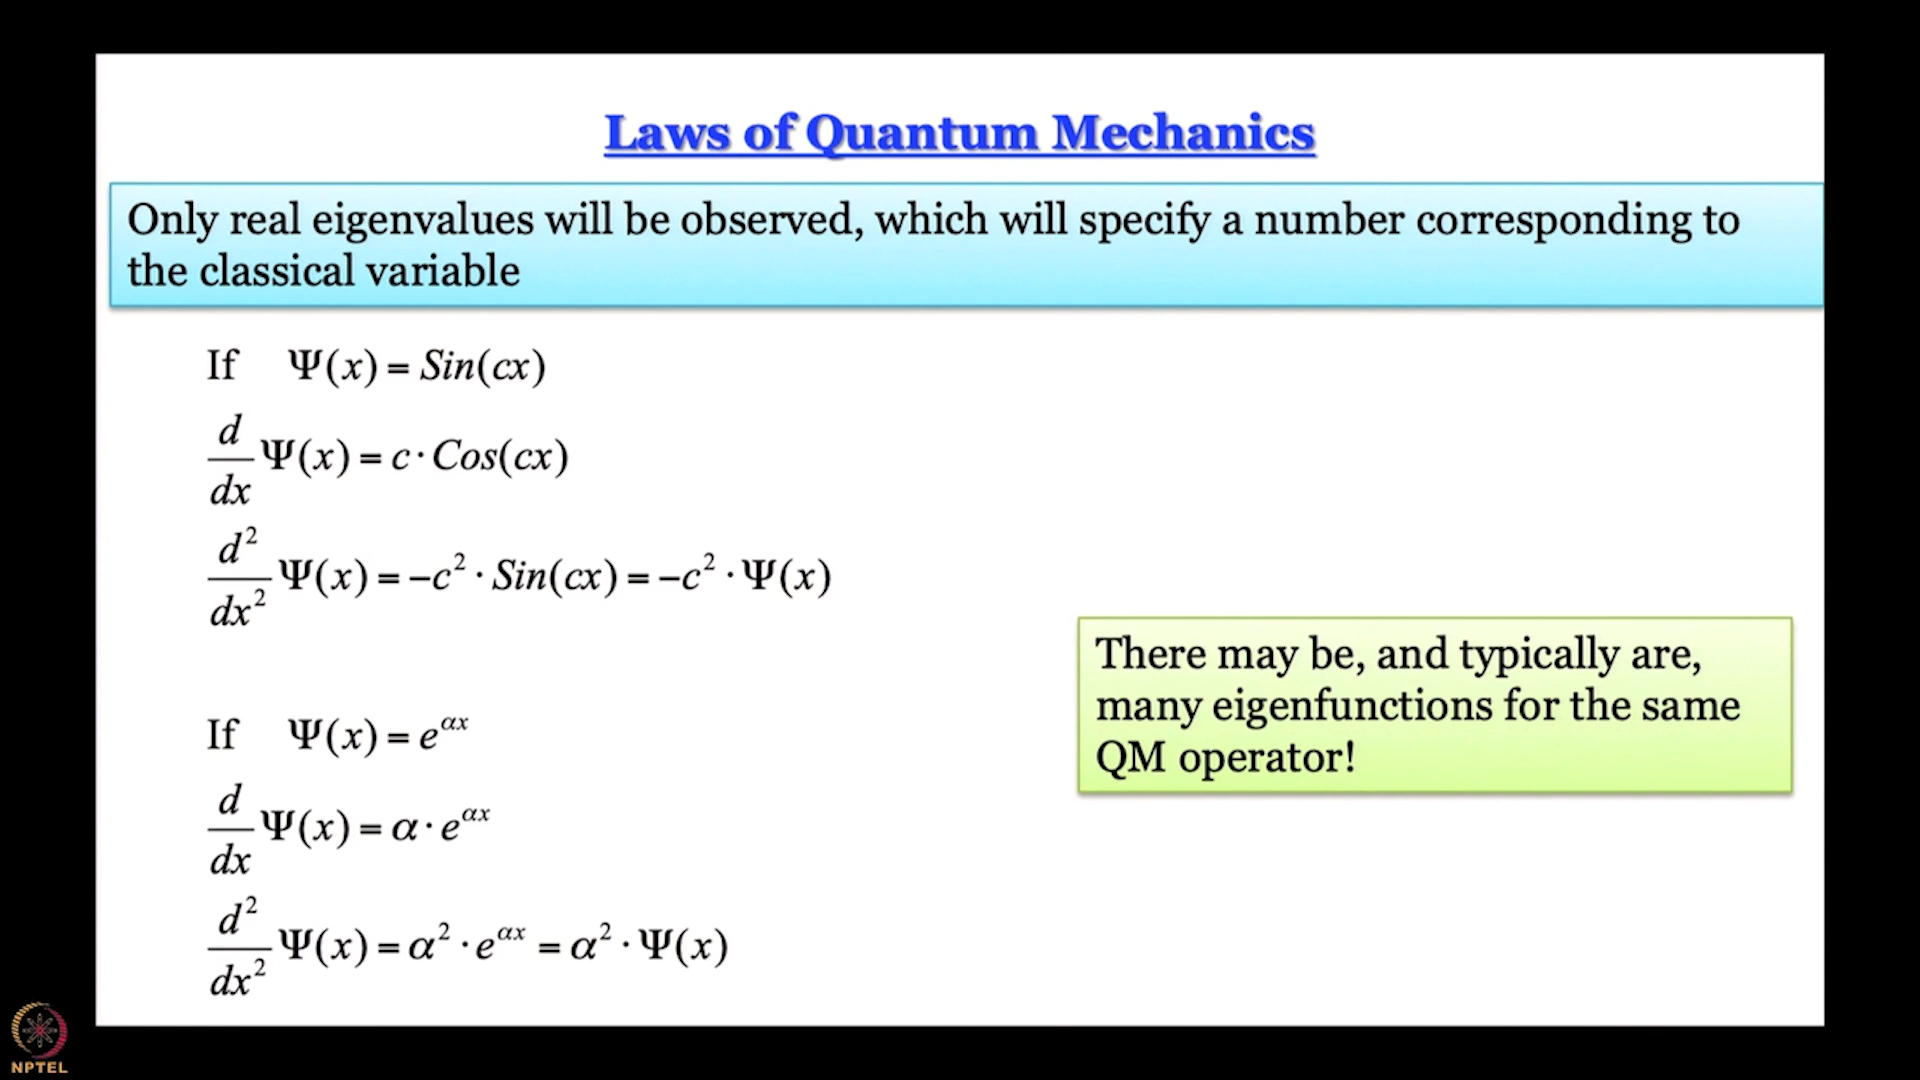 Laws of Quantum Mechanics
Only real eigenvalues will be observed, which will specify a number corresponding to
the classical variable
If Ψ(x) = Sin(cx)
d/dx Ψ(x) = c · Cos(cx)
d²/dx² Ψ(x) = −c² · Sin(cx) = −c² · Ψ(x)
There may be, and typically are,
many eigenfunctions for the same
QM operator!
If Ψ(x) = e^{αx}
d/dx Ψ(x) = α · e^{αx}
d²/dx² Ψ(x) = α² · e^{αx} = α² · Ψ(x)
NPTEL